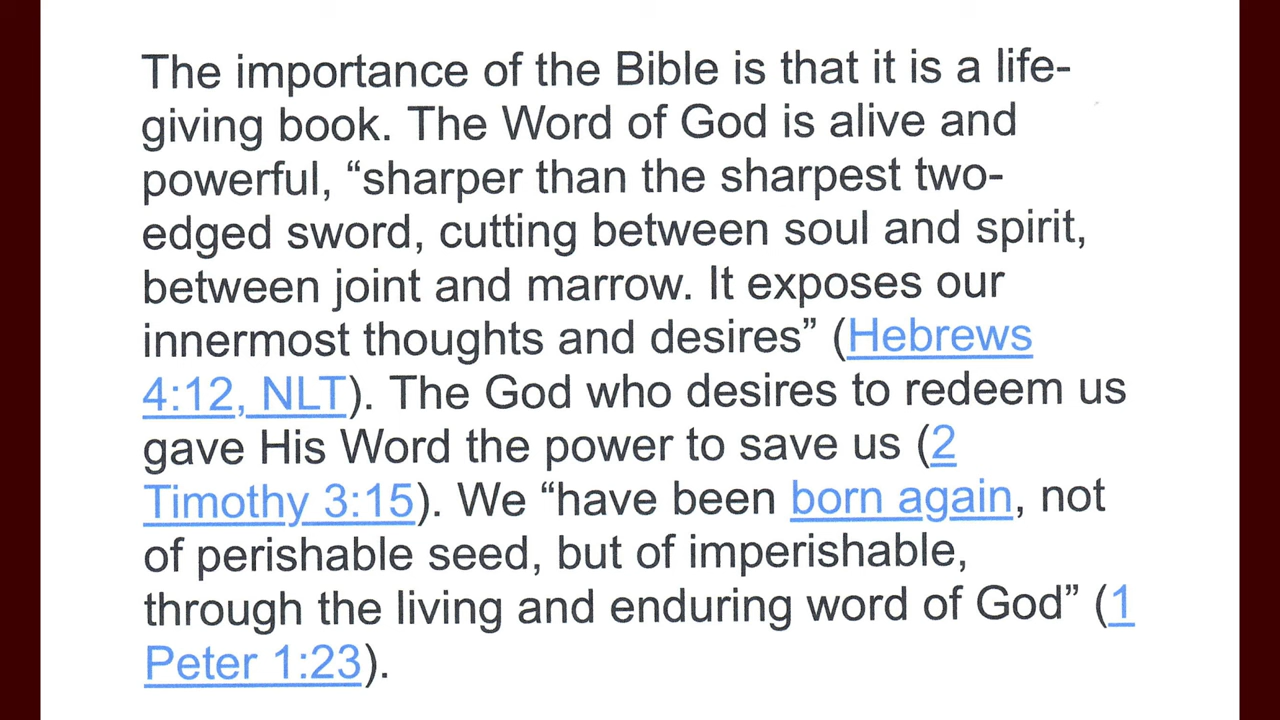 The importance of the Bible is that it is a life-
giving book. The Word of God is alive and
powerful, “sharper than the sharpest two-
edged sword, cutting between soul and spirit,
between joint and marrow. It exposes our
innermost thoughts and desires” (Hebrews
4:12, NLT). The God who desires to redeem us
gave His Word the power to save us (2
Timothy 3:15). We “have been born again, not
of perishable seed, but of imperishable,
through the living and enduring word of God” (1
Peter 1:23).